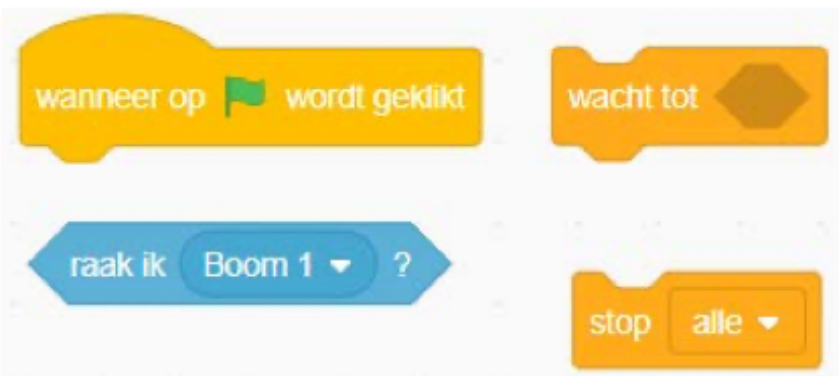 wanneer op wordt geklikt
wacht tot
raak ik Boom 1 ?
stop alle